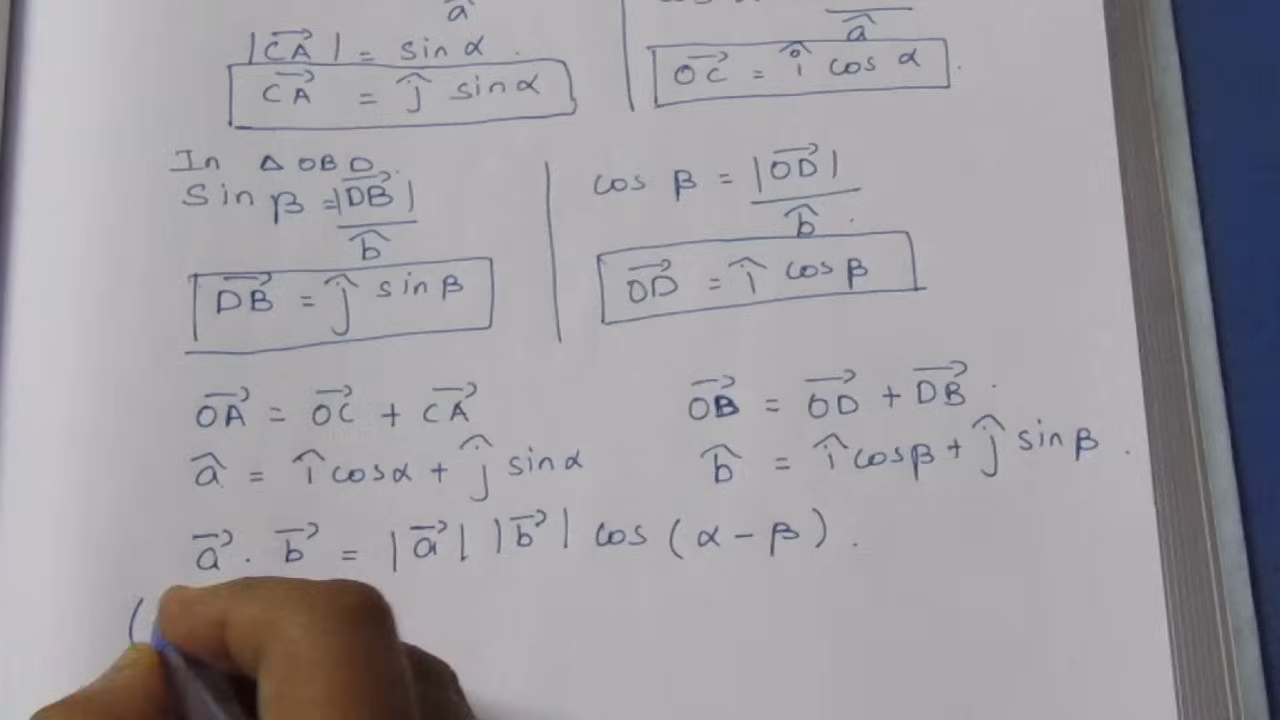 â
|CA⃗| = sin α.
CA⃗ = ĵ sin α
â
OC⃗ = î cos α.
In Δ OBD.
Sin β = |DB⃗|
b̂
DB⃗ = ĵ sin β
cos β = |OD⃗|
b̂.
OD⃗ = î cos β
OA⃗ = OC⃗ + CA⃗
OB⃗ = OD⃗ + DB⃗.
â = î cos α + ĵ sin α
b̂ = î cos β + ĵ sin β.
a⃗ . b⃗ = |a⃗| |b⃗| cos (α - β).
(